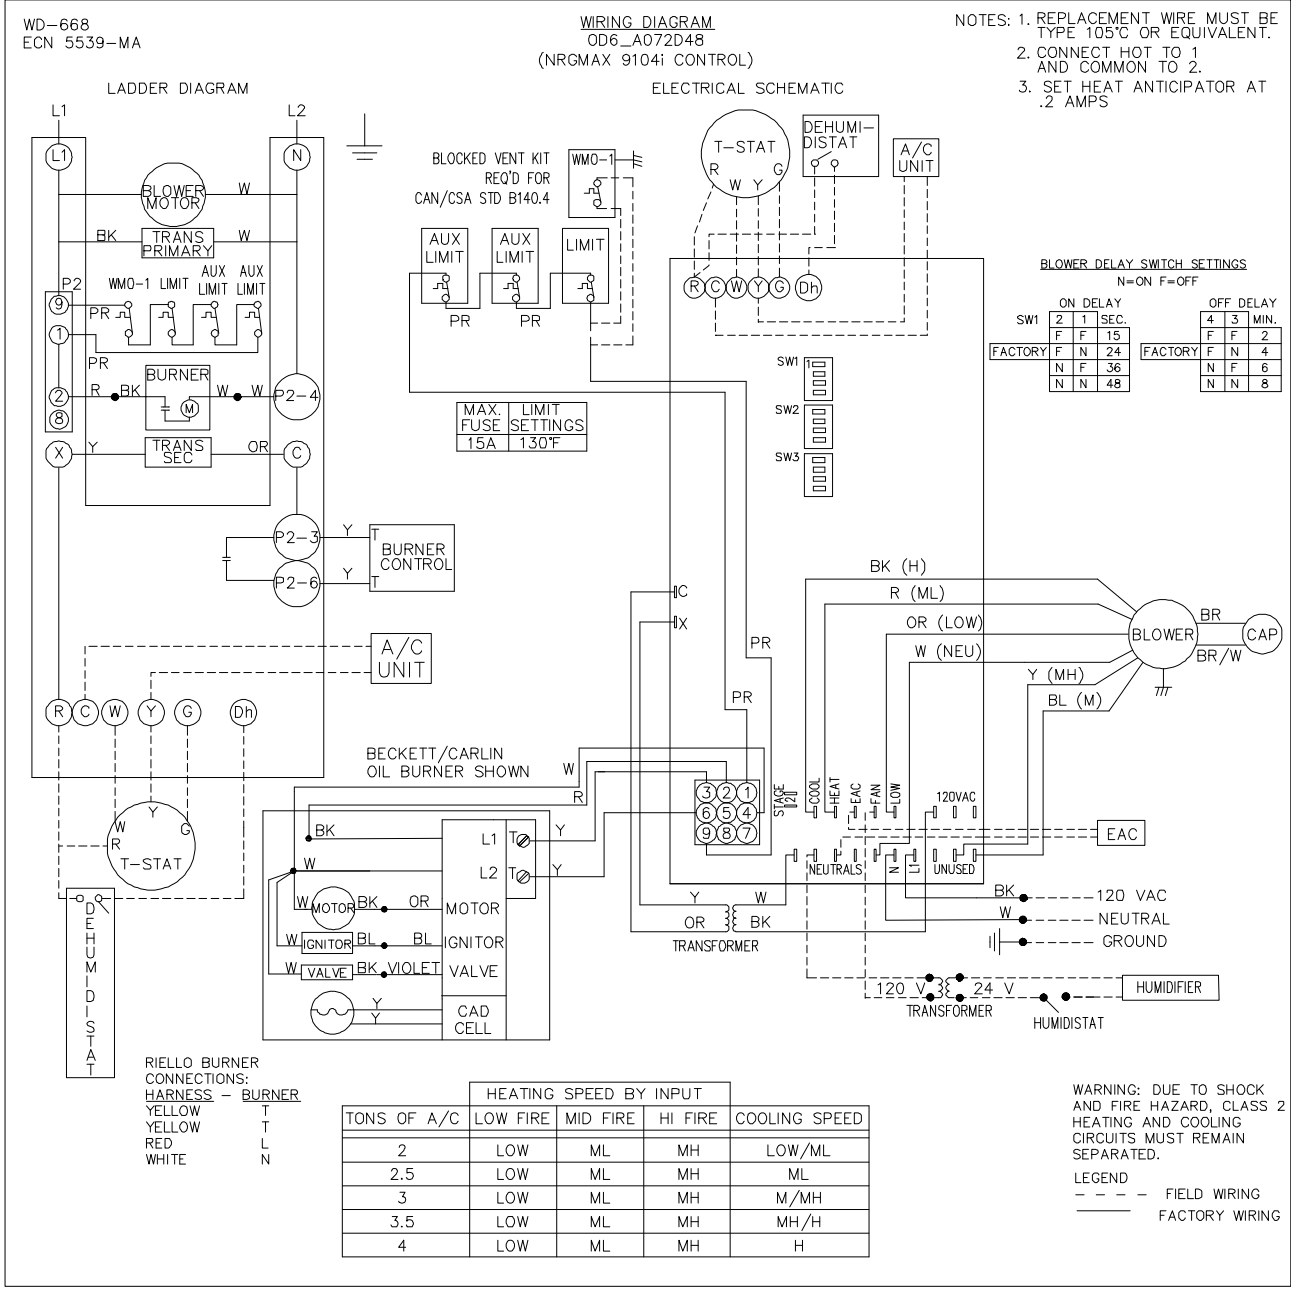 WD-668
ECN 5539-MA
WIRING DIAGRAM
OD6_A072D48
(NRGMAX 9104i CONTROL)
NOTES: 1. REPLACEMENT WIRE MUST BE
TYPE 105°C OR EQUIVALENT.
2. CONNECT HOT TO 1
AND COMMON TO 2.
3. SET HEAT ANTICIPATOR AT
.2 AMPS
LADDER DIAGRAM
L1
L2
L1
N
BLOWER
MOTOR
W
BK
TRANS
PRIMARY
W
P2
WMO-1
LIMIT
AUX
LIMIT
AUX
LIMIT
9
PR
1
PR
BURNER
2
R
BK
M
W
W
P2-4
8
X
Y
TRANS
SEC
OR
C
P2-3
Y
T
BURNER
CONTROL
P2-6
Y
T
A/C
UNIT
R
C
W
Y
G
Dh
W
R
G
T-STAT
DEHUMIDISTAT
ELECTRICAL SCHEMATIC
BLOCKED VENT KIT
REQ'D FOR
CAN/CSA STD B140.4
WMO-1
T-STAT
R
W
Y
G
DEHUMI-
DISTAT
A/C
UNIT
AUX
LIMIT
AUX
LIMIT
LIMIT
PR
PR
R
C
W
Y
G
Dh
MAX.
FUSE
LIMIT
SETTINGS
15A
130°F
SW1
1
SW2
SW3
BLOWER DELAY SWITCH SETTINGS
N=ON F=OFF
ON DELAY
SW1 2 1 SEC.
F F 15
FACTORY F N 24
N F 36
N N 48
OFF DELAY
4 3 MIN.
F F 2
FACTORY F N 4
N F 6
N N 8
C
X
PR
PR
BK (H)
R (ML)
OR (LOW)
W (NEU)
Y (MH)
BL (M)
BLOWER
BR
BR/W
CAP
BECKETT/CARLIN
OIL BURNER SHOWN
W
R
3 2 1
6 5 4
9 8 7
STAGE
2
COOL
HEAT
EAC
FAN
LOW
120VAC
NEUTRALS
N
L1
UNUSED
EAC
BK
L1
T
Y
W
L2
T
Y
W
MOTOR
BK
OR
MOTOR
W
IGNITOR
BL
BL
IGNITOR
W
VALVE
BK
VIOLET
VALVE
Y
Y
CAD
CELL
Y
W
OR
BK
TRANSFORMER
BK
120 VAC
W
NEUTRAL
GROUND
120 V
24 V
TRANSFORMER
HUMIDISTAT
HUMIDIFIER
RIELLO BURNER
CONNECTIONS:
HARNESS - BURNER
YELLOW T
YELLOW T
RED L
WHITE N
HEATING SPEED BY INPUT
TONS OF A/C LOW FIRE MID FIRE HI FIRE COOLING SPEED
2 LOW ML MH LOW/ML
2.5 LOW ML MH ML
3 LOW ML MH M/MH
3.5 LOW ML MH MH/H
4 LOW ML MH H
WARNING: DUE TO SHOCK
AND FIRE HAZARD, CLASS 2
HEATING AND COOLING
CIRCUITS MUST REMAIN
SEPARATED.
LEGEND
FIELD WIRING
FACTORY WIRING